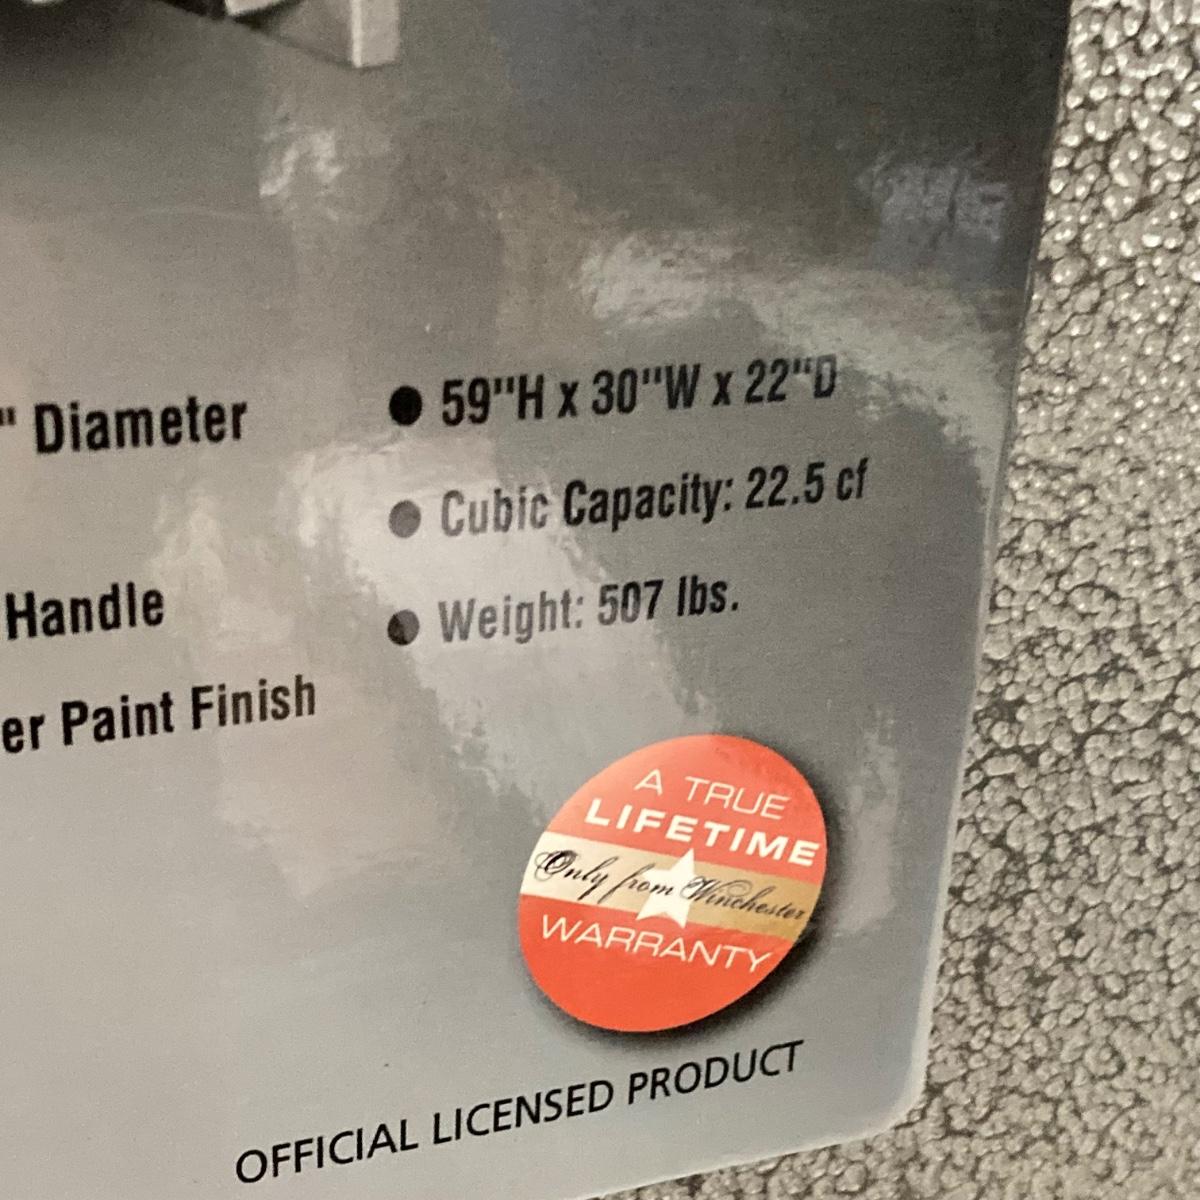 " Diameter
Handle
er Paint Finish
● 59"H x 30"W x 22"D
● Cubic Capacity: 22.5 cf
● Weight: 507 lbs.
A TRUE
LIFETIME
Only from Winchester
WARRANTY
OFFICIAL LICENSED PRODUCT